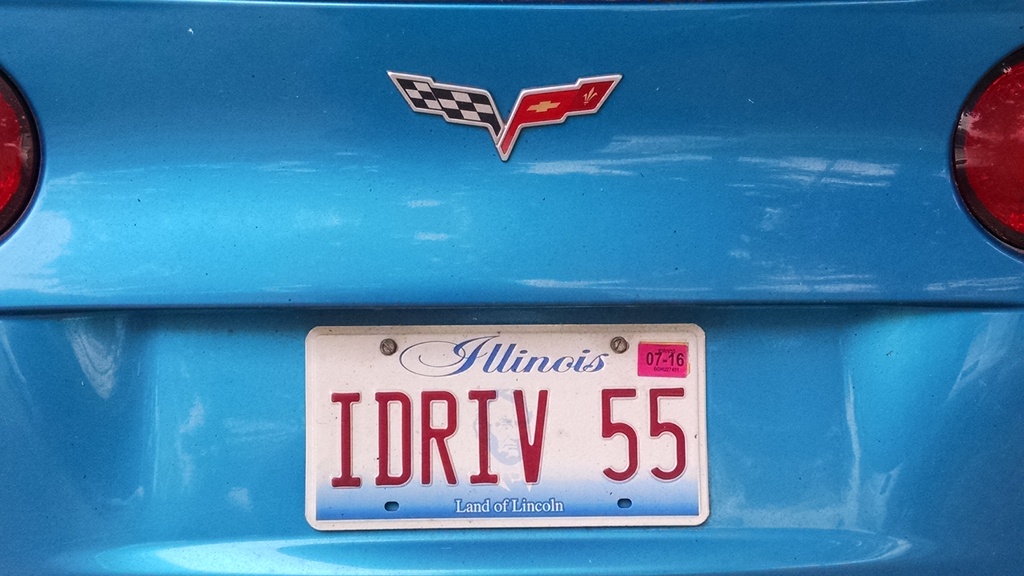 Illinois
07-16
IDRIV 55
Land of Lincoln